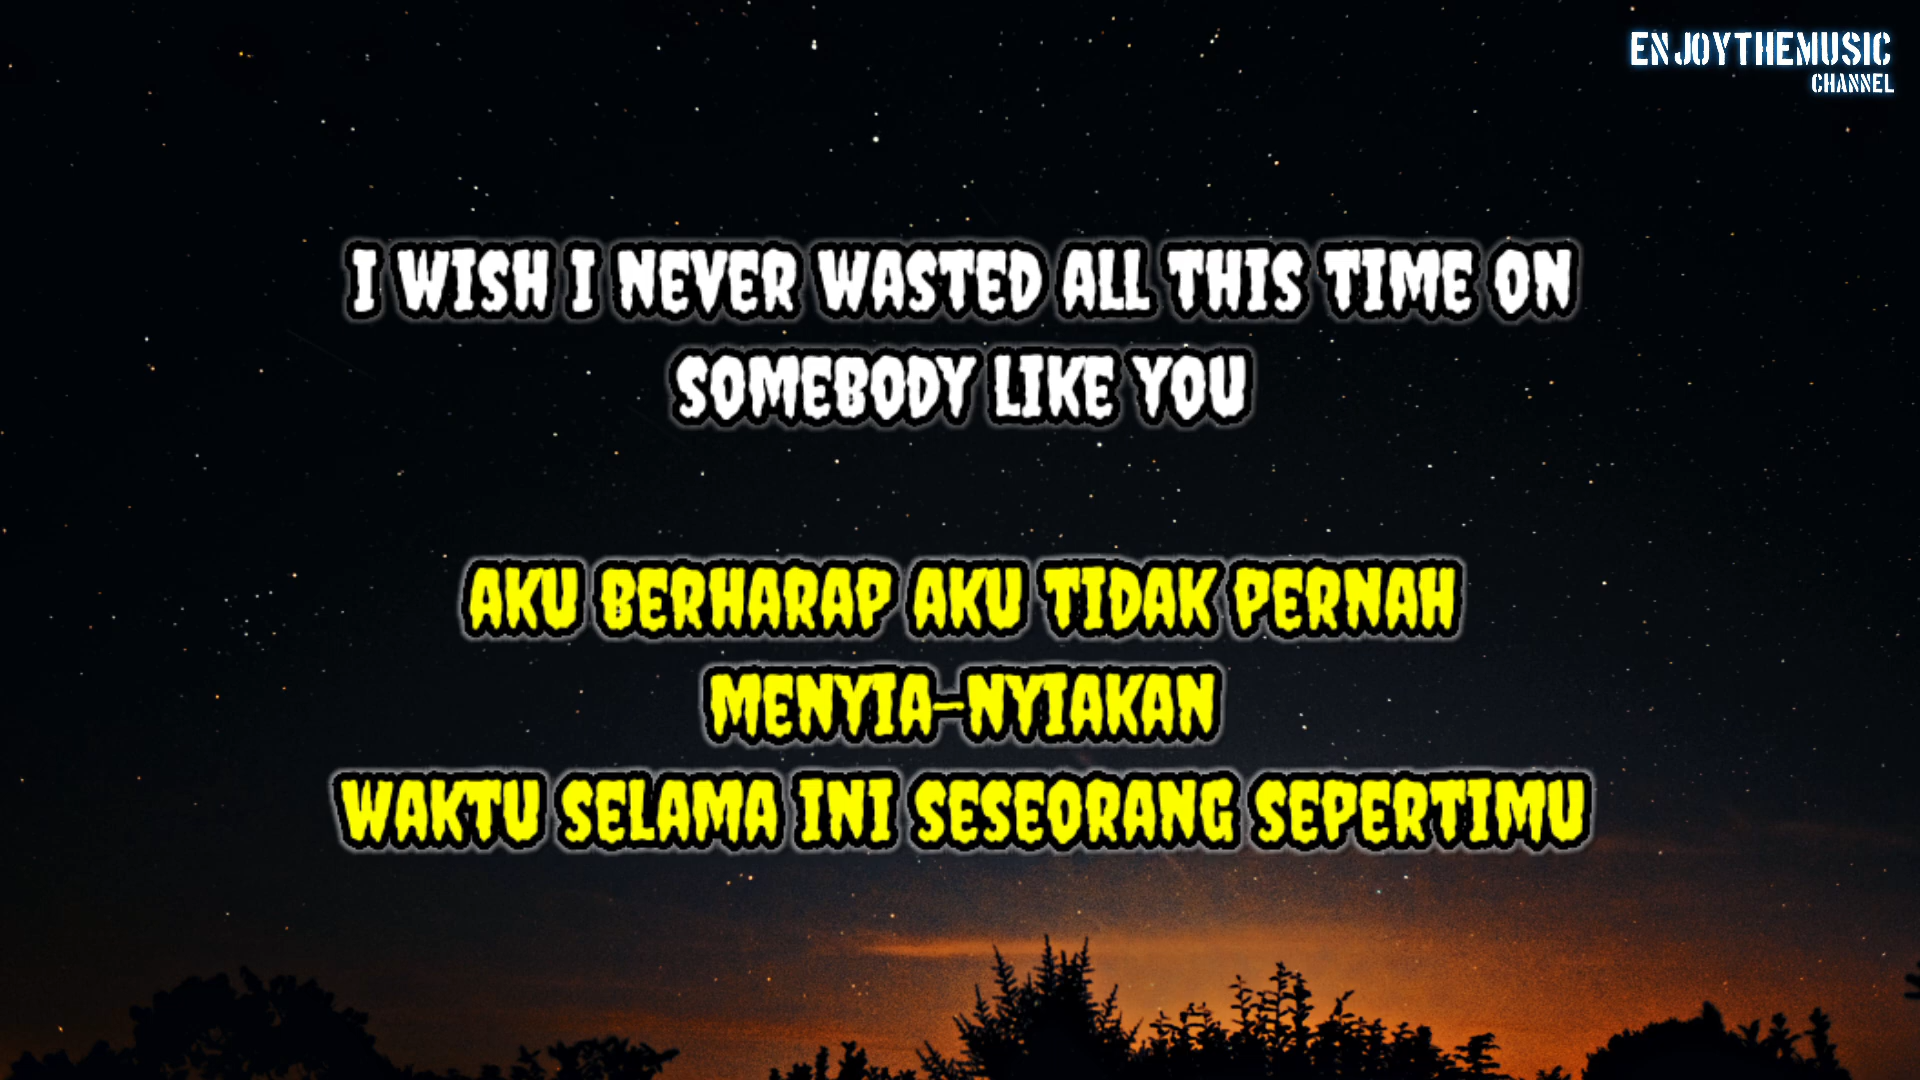 ENJOYTHEMUSIC
CHANNEL
I WISH I NEVER WASTED ALL THIS TIME ON
SOMEBODY LIKE YOU
AKU BERHARAP AKU TIDAK PERNAH
MENYIA-NYIAKAN
WAKTU SELAMA INI SESEORANG SEPERTIMU